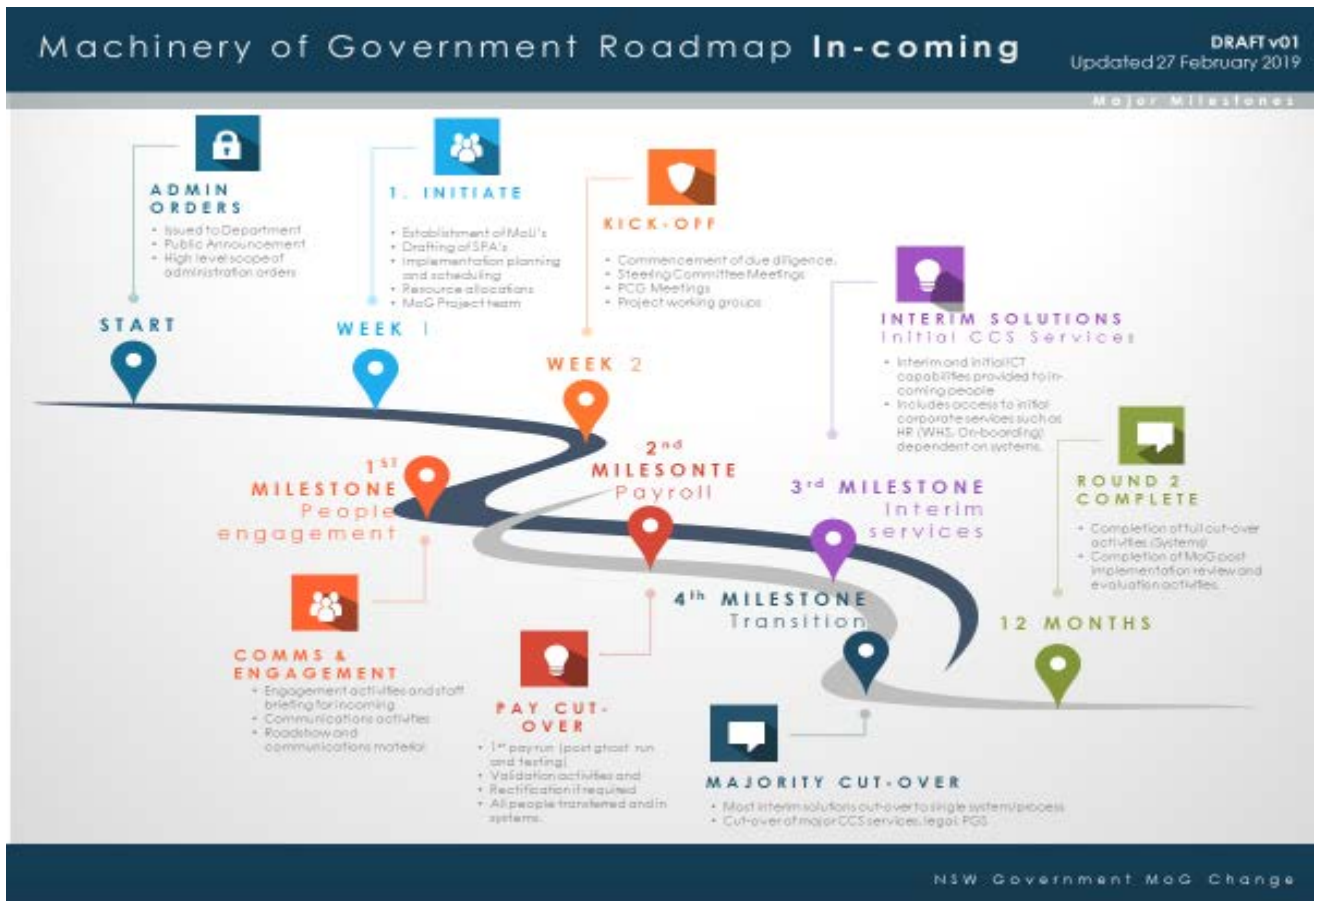 Machinery of Government Roadmap In-coming
DRAFT v01
Updated 27 February 2019
Major Milestones
ADMIN
ORDERS
• Issued to Department
• Public Announcement
• High level scope of
administration orders
START
1. INITIATE
• Establishment of MoU's
• Drafting of SPA's
• Implementation planning
and scheduling
• Resource allocations
• MoG Project team
WEEK 1
KICK-OFF
• Commencement of due diligence.
• Steering Committee Meetings
• PCG Meetings
• Project working groups
WEEK 2
INTERIM SOLUTIONS
Initial CCS Services
• Interim and initial ICT
capabilities provided to in-
coming people
• Includes access to initial
corporate services such as
HR (WHS, On-boarding)
dependent on systems.
1ST
MILESTONE
People
engagement
2nd
MILESONTE
Payroll
3rd MILESTONE
Interim
services
ROUND 2
COMPLETE
• Completion of full cut-over
activities (Systems)
• Completion of MoG post
implementation review and
evaluation activities.
4th MILESTONE
Transition
12 MONTHS
COMMS &
ENGAGEMENT
• Engagement activities and staff
briefing for incoming
• Communications activities
• Roadshow and
communications material
PAY CUT-
OVER
• 1st pay run (post ghost run
and testing)
• Validation activities and
• Rectification if required
• All people transferred and in
systems.
MAJORITY CUT-OVER
• Most interim solutions cut-over to single system/process
• Cut-over of major CCS services, legal, PGS
NSW Government MoG Change